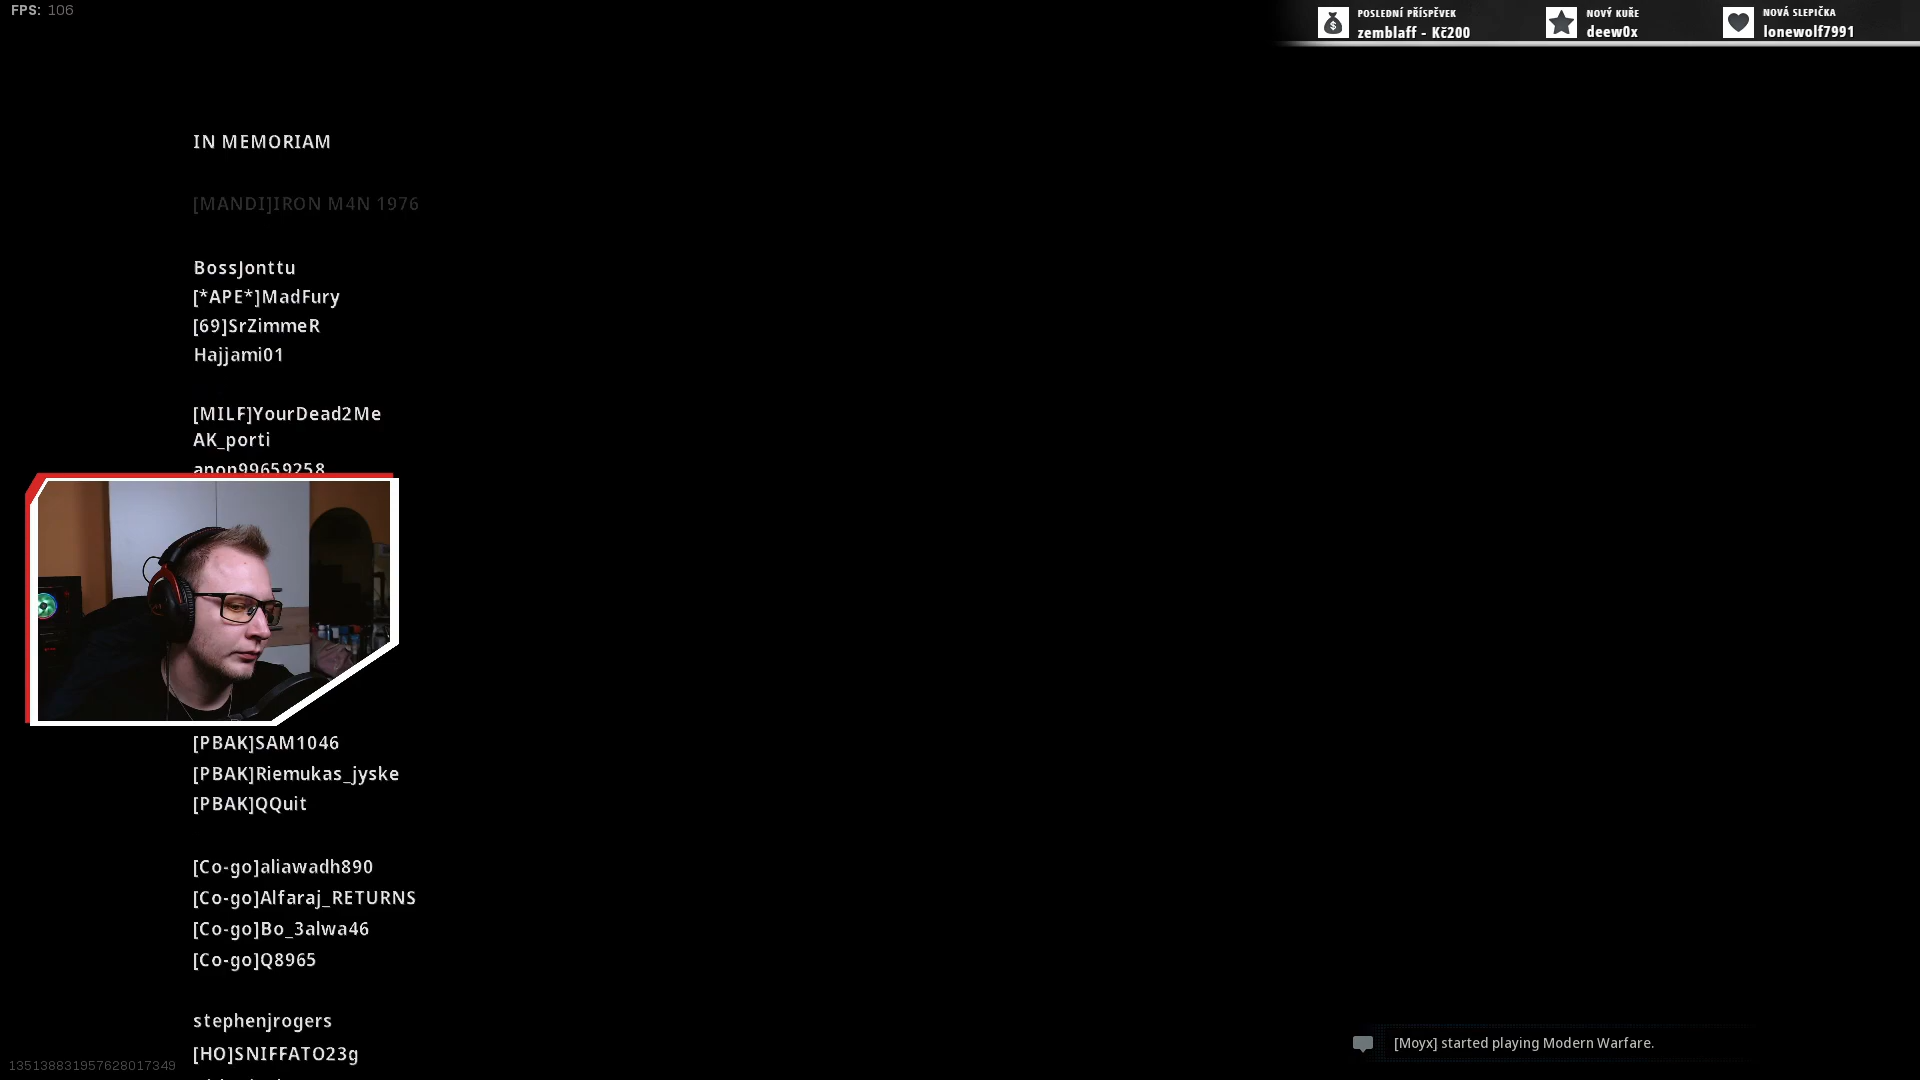 FPS: 106
POSLEDNÍ PŘÍSPĚVEK
zemblaff - Kč200
NOVÝ KUŘE
deew0x
NOVÁ SLEPIČKA
lonewolf7991
IN MEMORIAM
[MANDI]IRON M4N 1976
BossJonttu
[*APE*]MadFury
[69]SrZimmeR
Hajjami01
[MILF]YourDead2Me
AK_porti
anon99659258
[PBAK]SAM1046
[PBAK]Riemukas_jyske
[PBAK]QQuit
[Co-go]aliawadh890
[Co-go]Alfaraj_RETURNS
[Co-go]Bo_3alwa46
[Co-go]Q8965
stephenjrogers
[HO]SNIFFATO23g
[Moyx] started playing Modern Warfare.
135138831957628017349